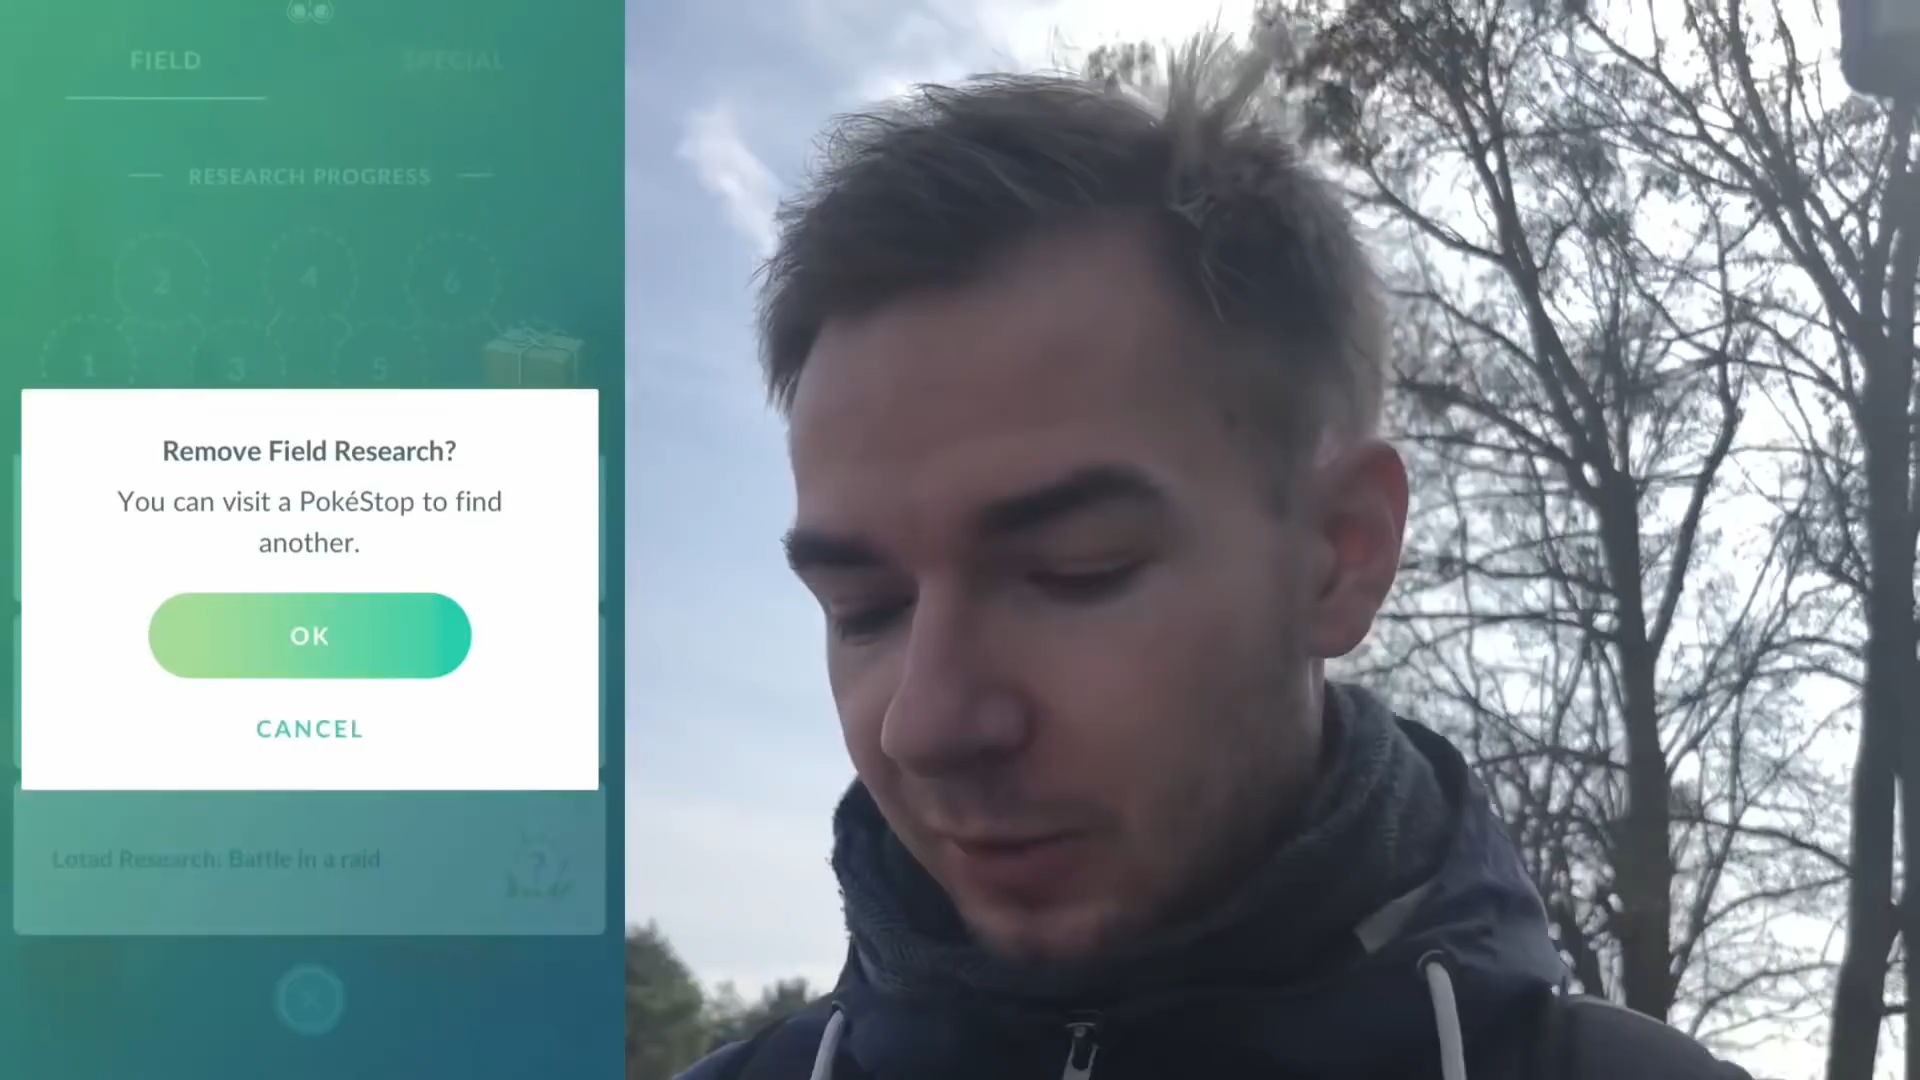 FIELD
SPECIAL
RESEARCH PROGRESS
2 4 6
1 3 5
Remove Field Research?
You can visit a PokéStop to find
another.
OK
CANCEL
Lotad Research: Battle in a raid
?